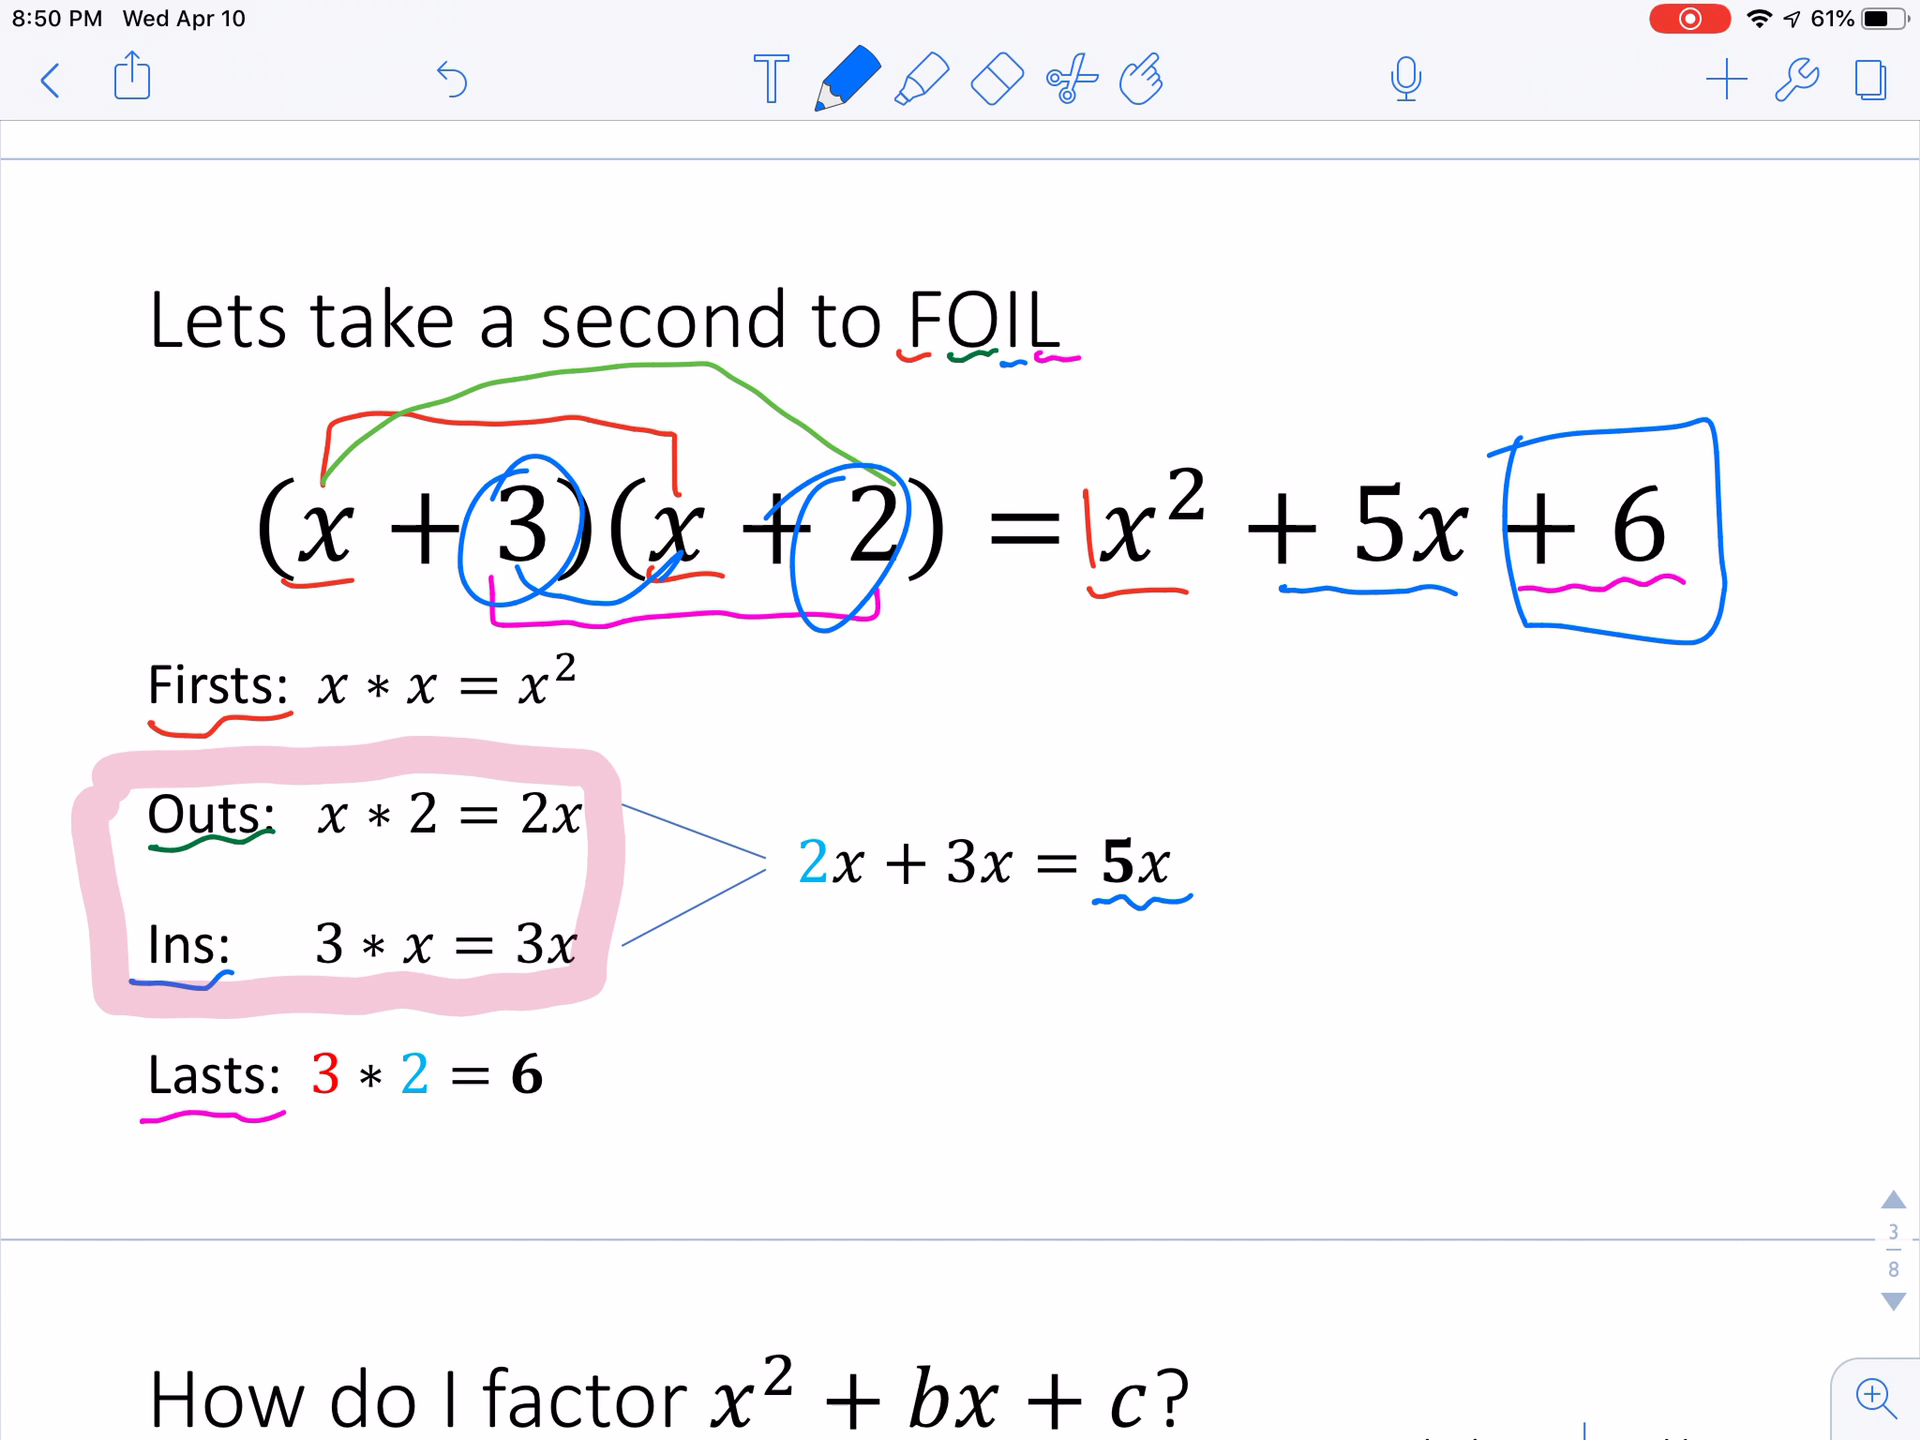 8:50 PM Wed Apr 10 61%
T
Lets take a second to FOIL
(x + 3)(x + 2) = x² + 5x + 6
Firsts: x * x = x²
Outs: x * 2 = 2x
2x + 3x = 5x
Ins: 3 * x = 3x
Lasts: 3 * 2 = 6
3
8
How do I factor x² + bx + c?